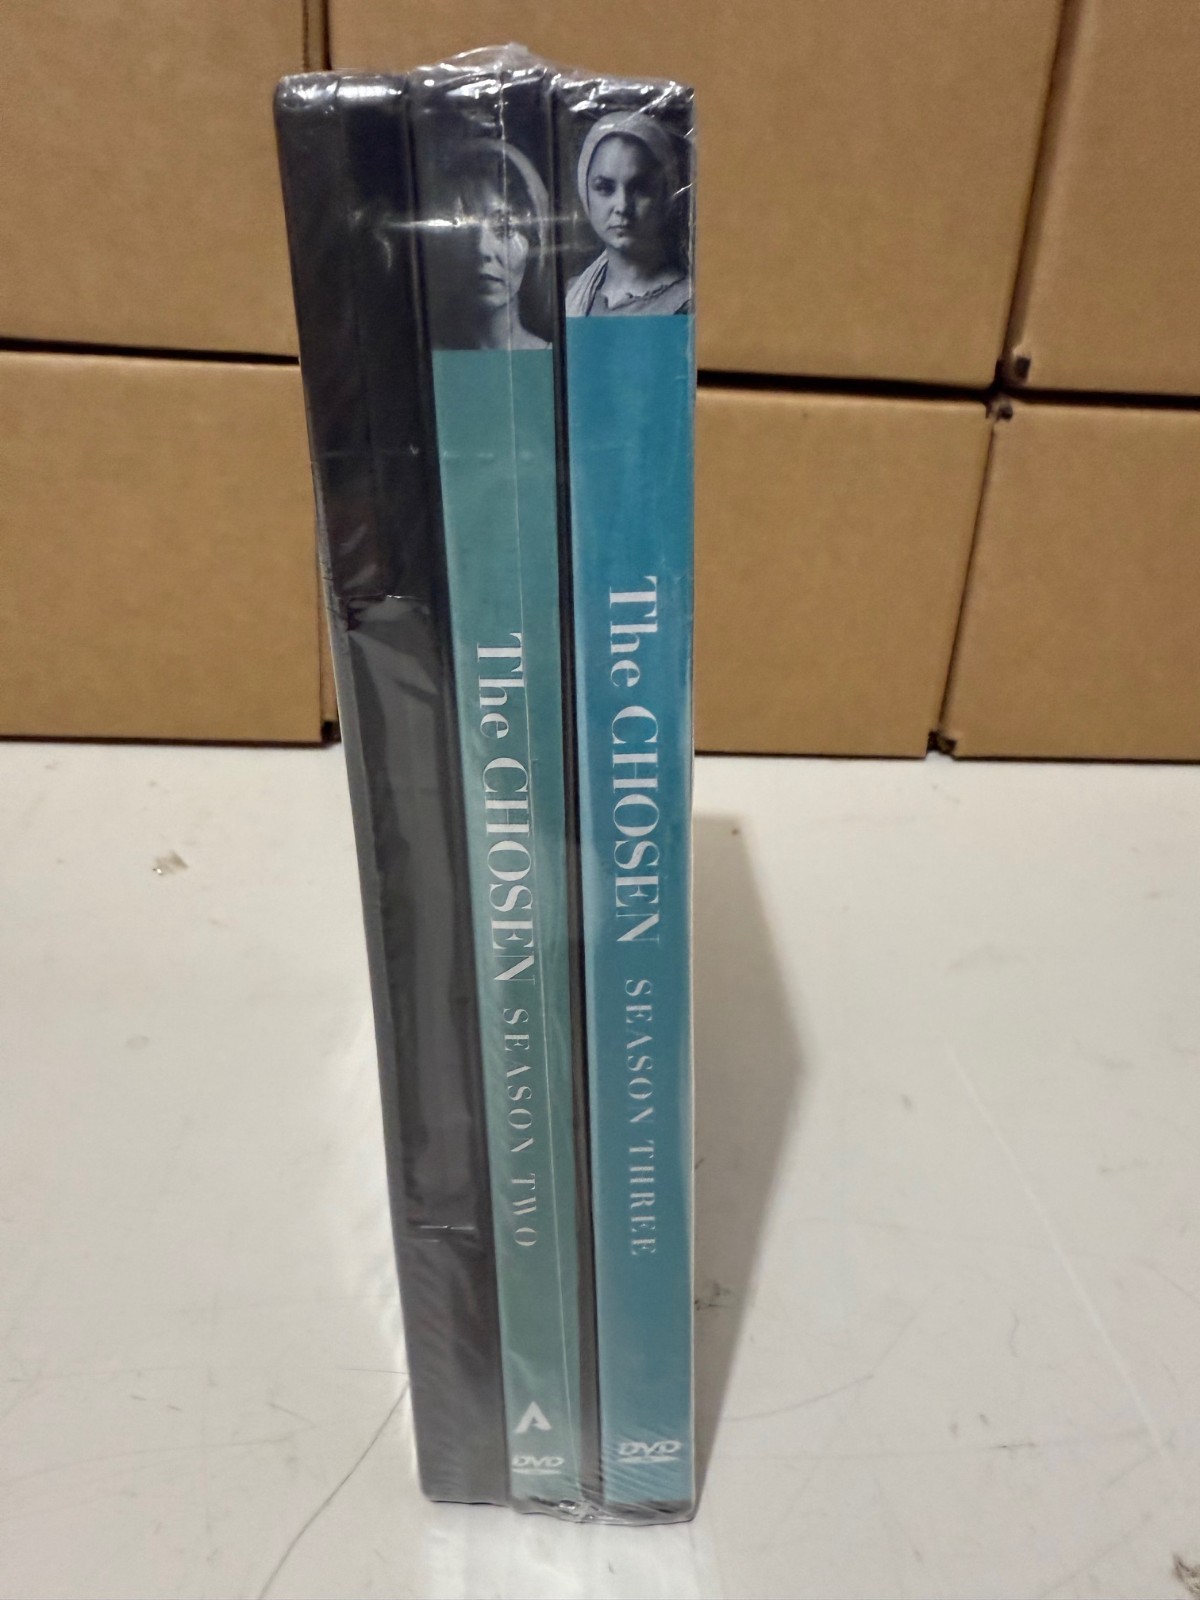 The CHOSEN SEASON TWO
DVD
The CHOSEN SEASON THREE
DVD